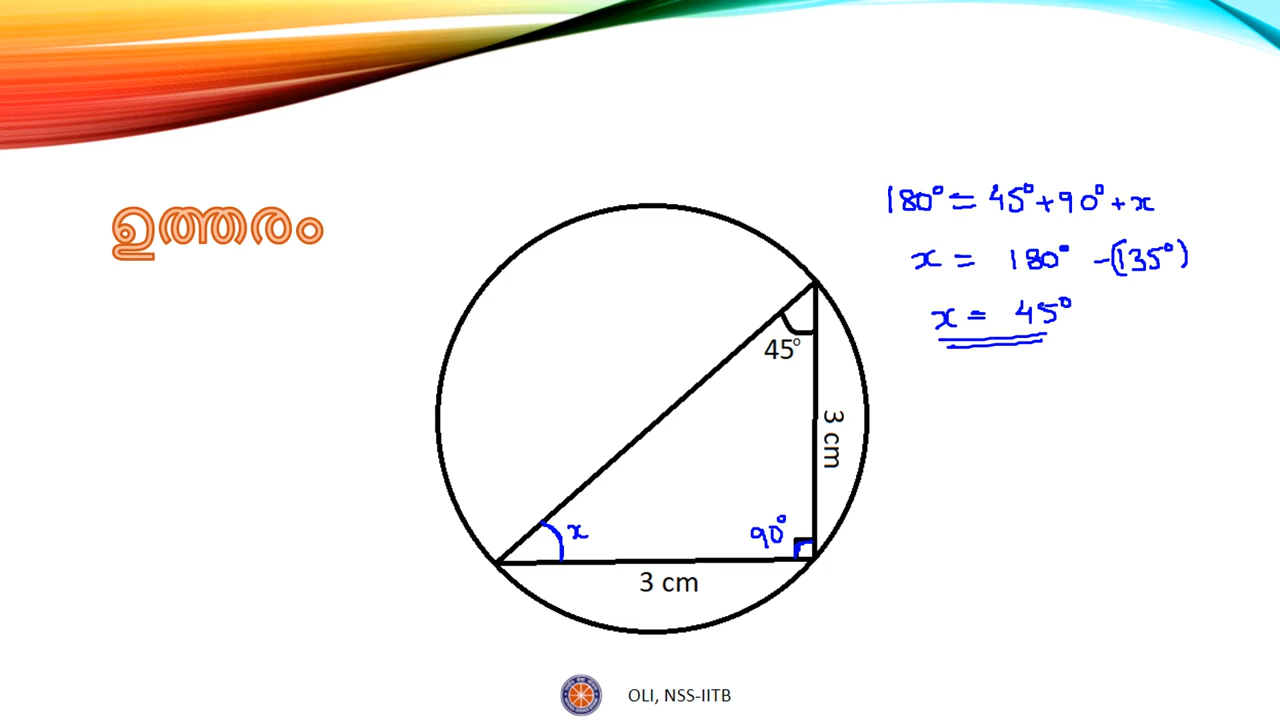 ഉത്തരം
180° = 45° + 90° + x
x = 180° - (135°)
x = 45°
45°
3 cm
x
90°
3 cm
OLI, NSS-IITB